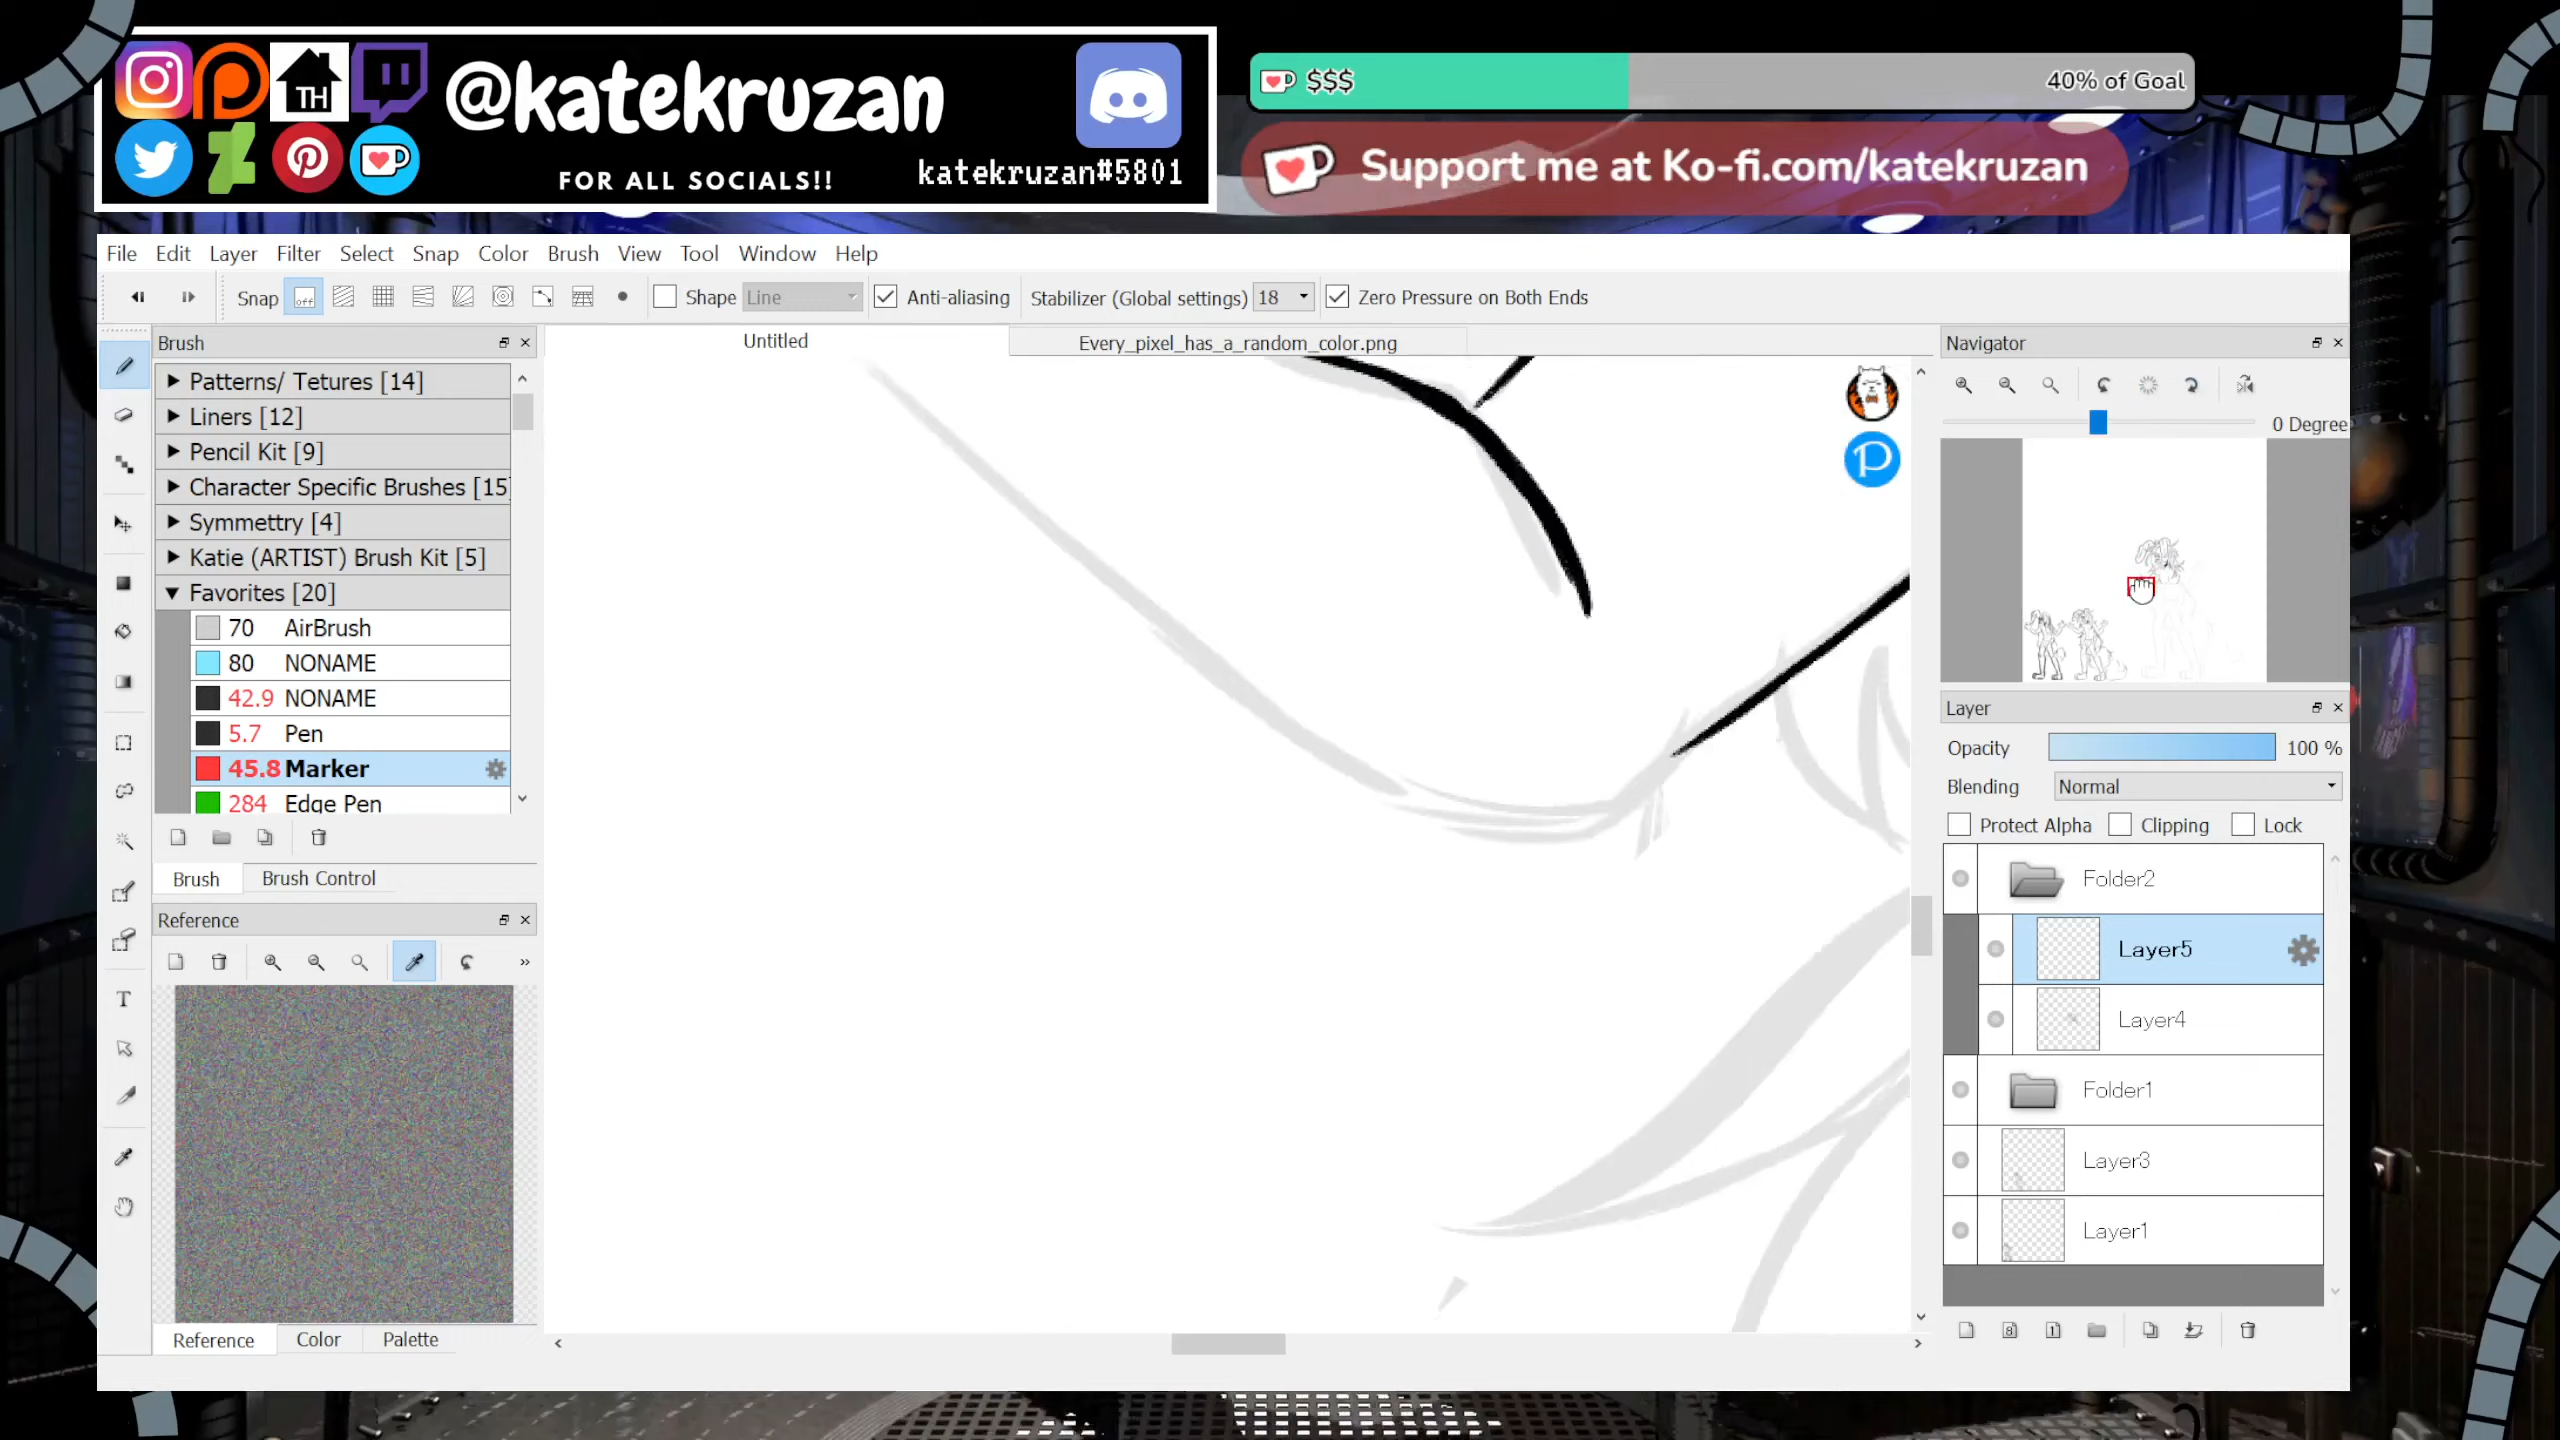 @katekruzan
FOR ALL SOCIALS!!
katekruzan#5801
TH
$$$
40% of Goal
Support me at Ko-fi.com/katekruzan
File Edit Layer Filter Select Snap Color Brush View Tool Window Help
Snap off Shape Line Anti-aliasing Stabilizer (Global settings) 18 Zero Pressure on Both Ends
Brush
Patterns/ Tetures [14]
Liners [12]
Pencil Kit [9]
Character Specific Brushes [15]
Symmettry [4]
Katie (ARTIST) Brush Kit [5]
Favorites [20]
70 AirBrush
80 NONAME
42.9 NONAME
5.7 Pen
45.8 Marker
284 Edge Pen
Brush Brush Control
Reference
T
Reference Color Palette
Untitled Every_pixel_has_a_random_color.png
P
Navigator
0 Degree
Layer
Opacity 100 %
Blending Normal
Protect Alpha Clipping Lock
Folder2
Layer5
Layer4
Folder1
Layer3
Layer1
8 1